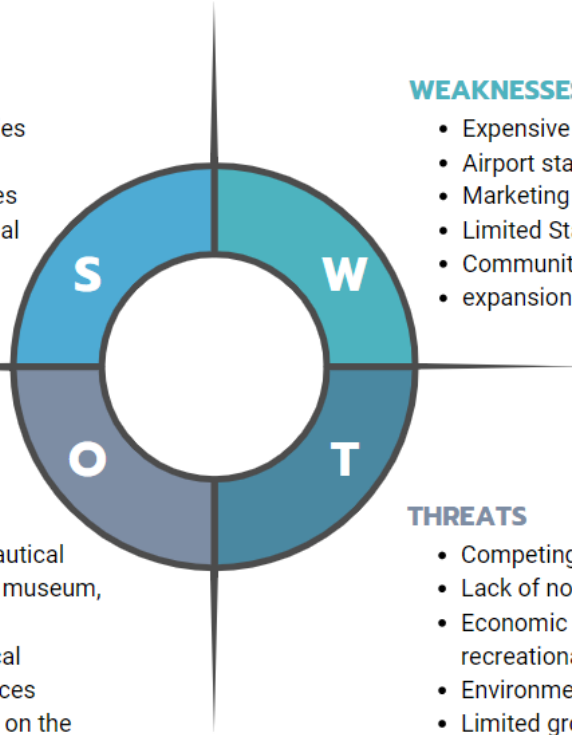 es
es
al
S
W
WEAKNESSES
• Expensive
• Airport sta
• Marketing
• Limited St
• Communit
• expansion
O
T
autical
museum,
al
ces
on the
THREATS
• Competing
• Lack of no
• Economic
recreation
• Environme
• Limited gr